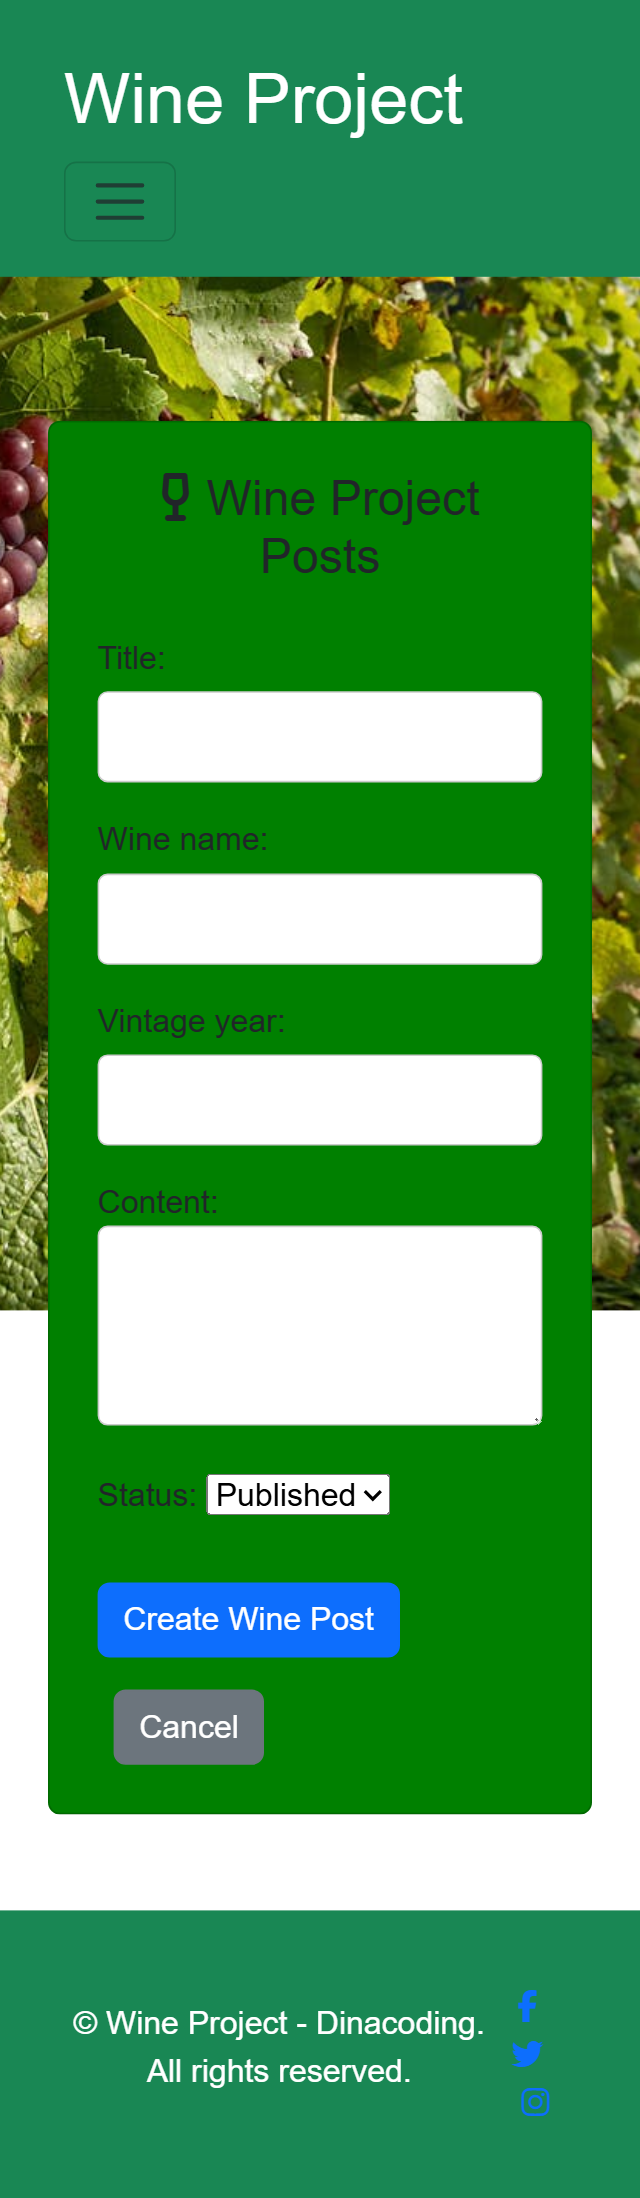 Wine Project
Wine Project
Posts
Title:
Wine name:
Vintage year:
Content:
Status: Published
Create Wine Post
Cancel
© Wine Project - Dinacoding.
All rights reserved.